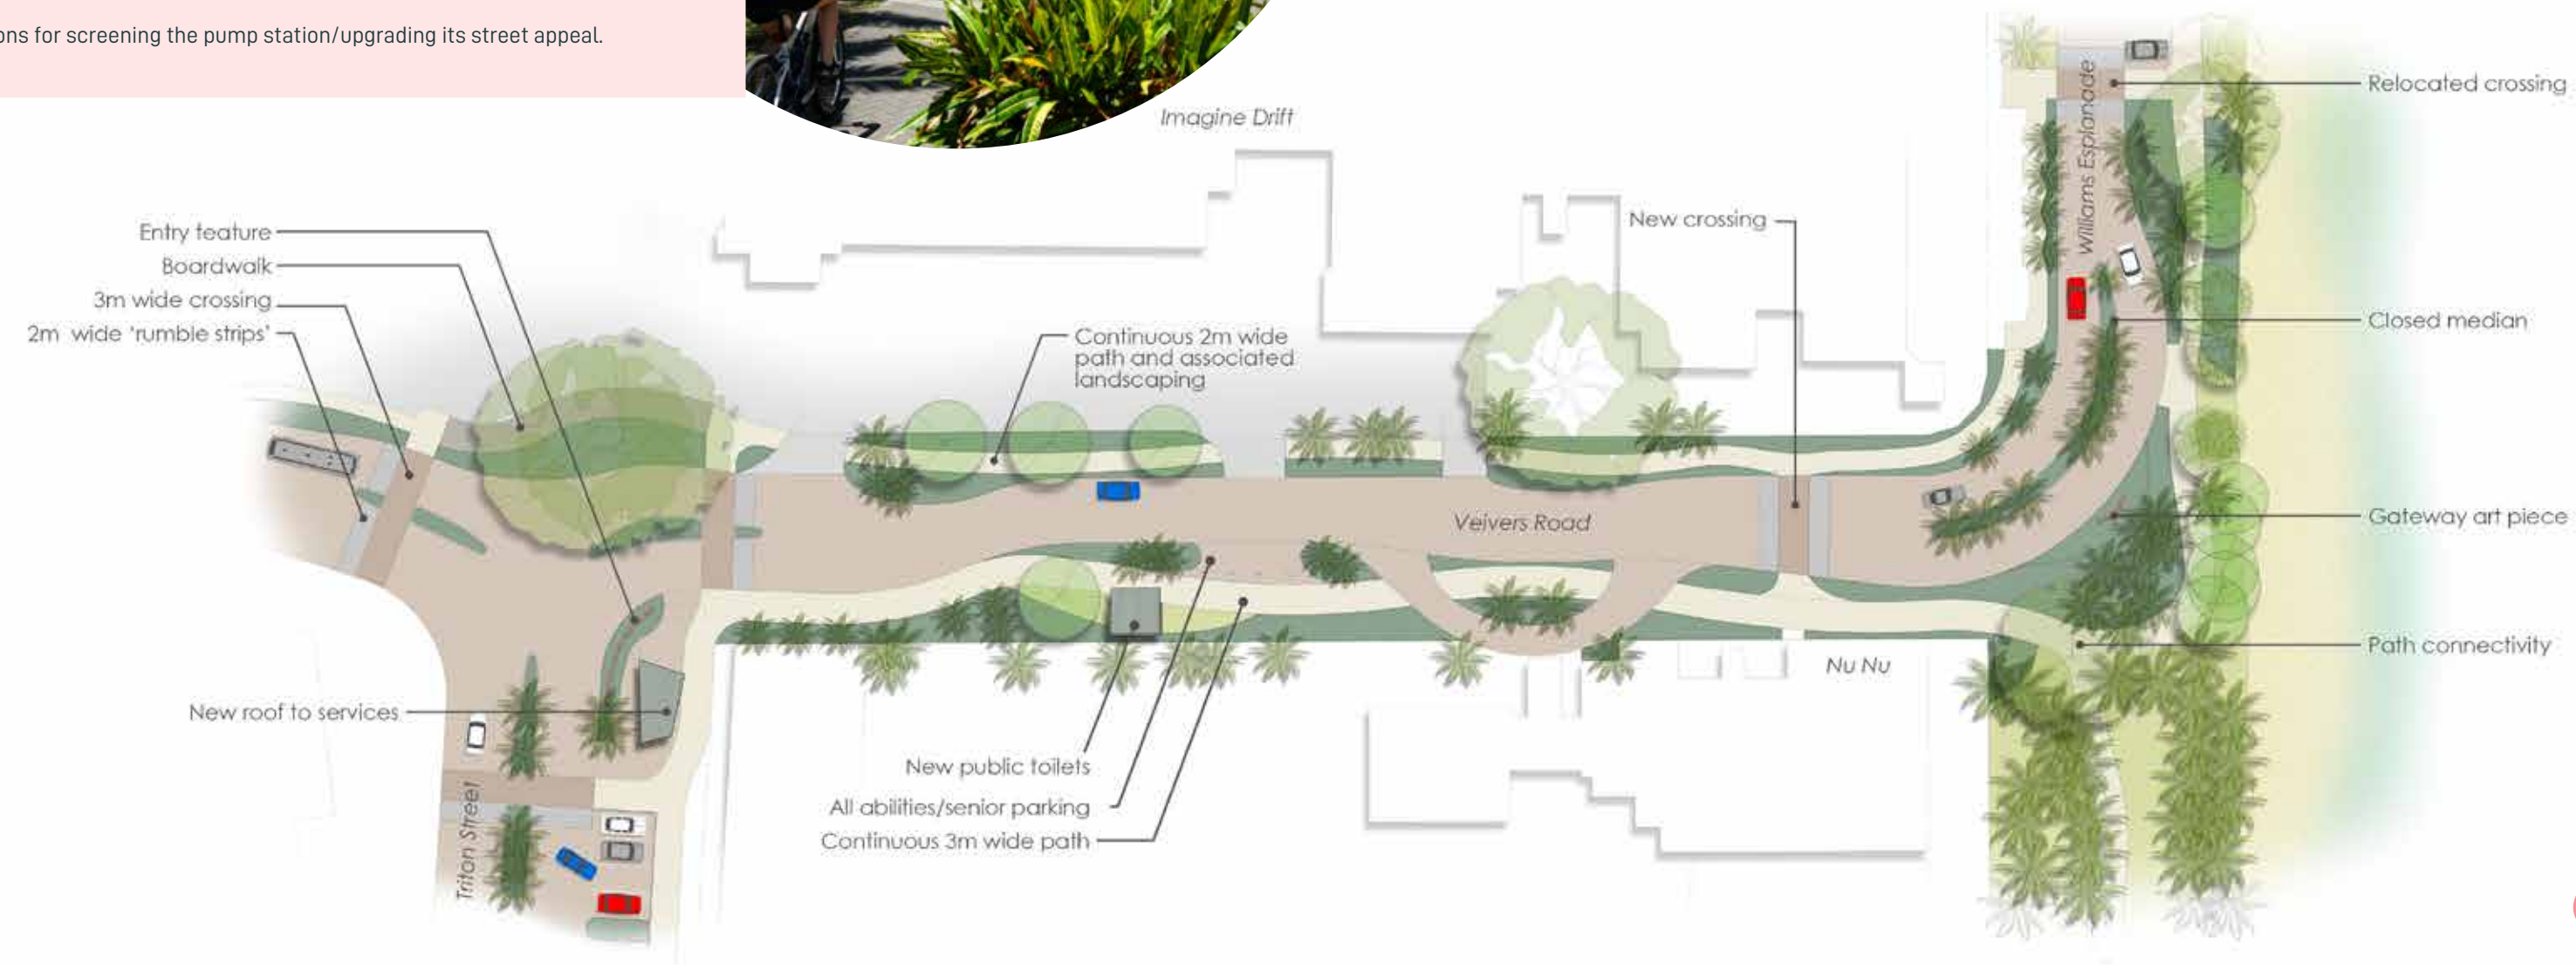 ons for screening the pump station/upgrading its street appeal.
Imagine Drift
Relocated crossing
Williams Esplanade
New crossing
Entry feature
Boardwalk
3m wide crossing
2m wide 'rumble strips'
Continuous 2m wide
path and associated
landscaping
Closed median
Veivers Road
Gateway art piece
Path connectivity
Nu Nu
New roof to services
New public toilets
All abilities/senior parking
Continuous 3m wide path
Triton Street